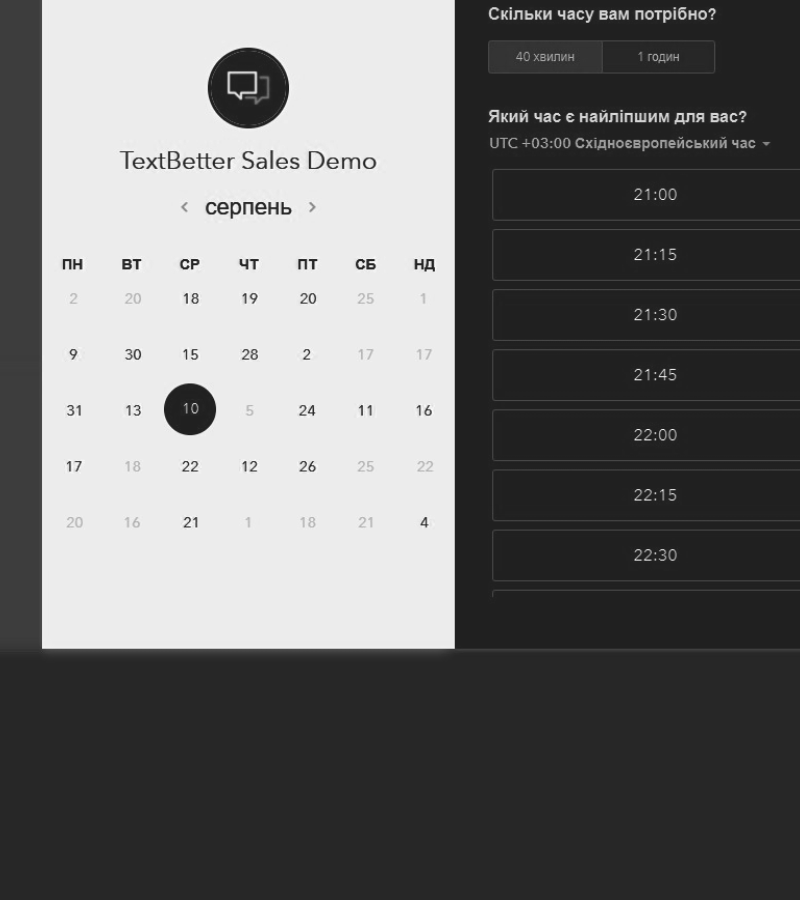 TextBetter Sales Demo
серпень
ПН ВТ СР ЧТ ПТ СБ НД
2 20 18 19 20 25 1
9 30 15 28 2 17 17
31 13 10 5 24 11 16
17 18 22 12 26 25 22
20 16 21 1 18 21 4
Скільки часу вам потрібно?
40 хвилин 1 годин
Який час є найліпшим для вас?
UTC +03:00 Східноєвропейський час
21:00
21:15
21:30
21:45
22:00
22:15
22:30